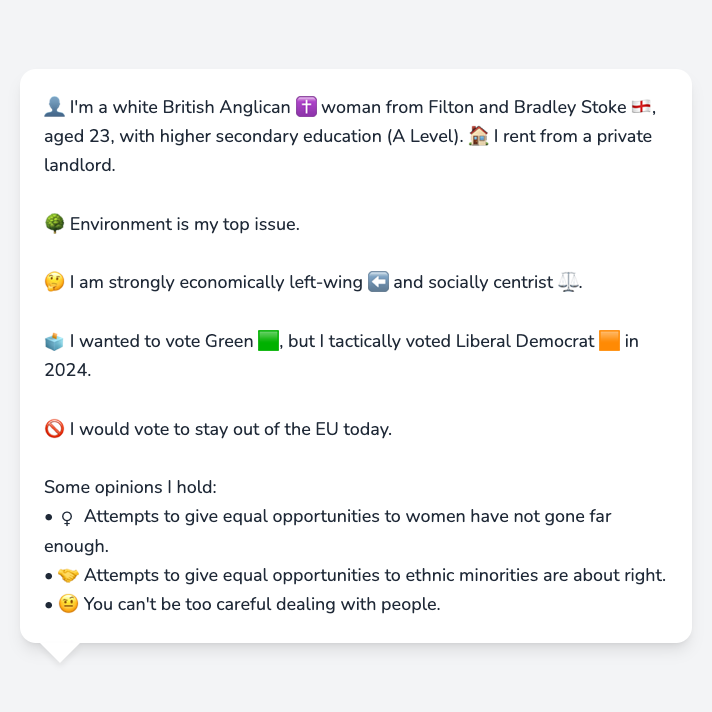 👤 I'm a white British Anglican ✝️ woman from Filton and Bradley Stoke 🏴󠁧󠁢󠁥󠁮󠁧󠁿,
aged 23, with higher secondary education (A Level). 🏠 I rent from a private
landlord.
🌳 Environment is my top issue.
🤔 I am strongly economically left-wing ⬅️ and socially centrist ⚖️.
🗳️ I wanted to vote Green 🟩, but I tactically voted Liberal Democrat 🟧 in
2024.
🚫 I would vote to stay out of the EU today.
Some opinions I hold:
• ♀ Attempts to give equal opportunities to women have not gone far
enough.
• 🤝 Attempts to give equal opportunities to ethnic minorities are about right.
• 🤨 You can't be too careful dealing with people.